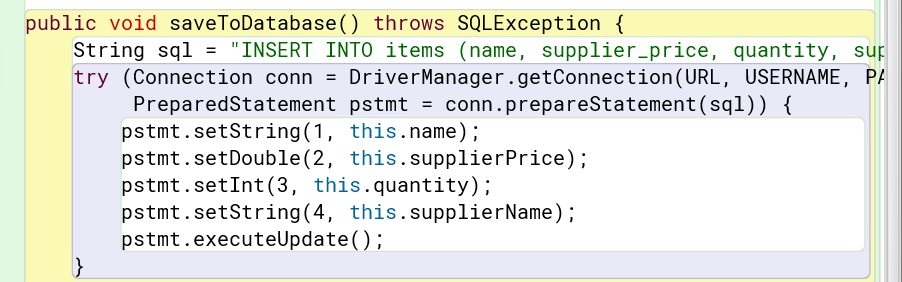 public void saveToDatabase() throws SQLException {
String sql = "INSERT INTO items (name, supplier_price, quantity, sup
try (Connection conn = DriverManager.getConnection(URL, USERNAME, PA
PreparedStatement pstmt = conn.prepareStatement(sql)) {
pstmt.setString(1, this.name);
pstmt.setDouble(2, this.supplierPrice);
pstmt.setInt(3, this.quantity);
pstmt.setString(4, this.supplierName);
pstmt.executeUpdate();
}